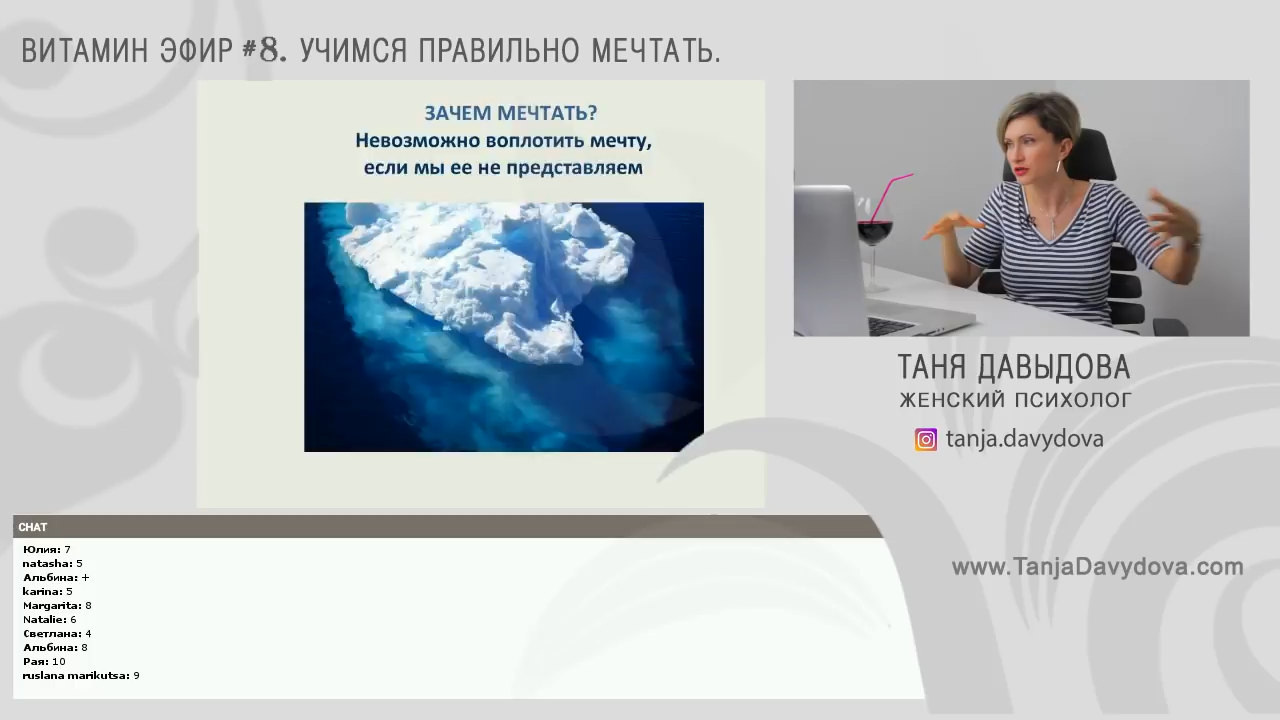 ВИТАМИН ЭФИР #8. УЧИМСЯ ПРАВИЛЬНО МЕЧТАТЬ.
ЗАЧЕМ МЕЧТАТЬ?
Невозможно воплотить мечту,
если мы ее не представляем
ТАНЯ ДАВЫДОВА
ЖЕНСКИЙ ПСИХОЛОГ
tanja.davydova
www.TanjaDavydova.com
CHAT
Юлия: 7
natasha: 5
Альбина: +
karina: 5
Margarita: 8
Natalie: 6
Светлана: 4
Альбина: 8
Рая: 10
ruslana marikutsa: 9